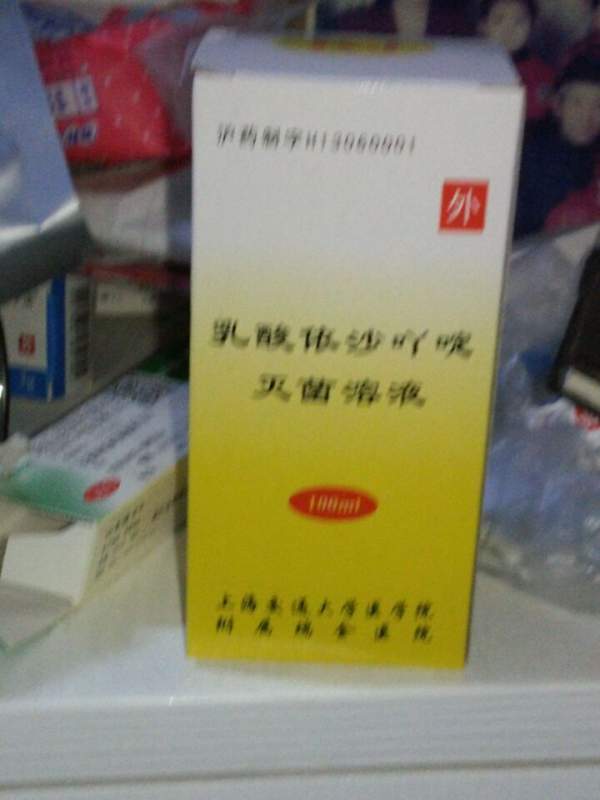 沪药制字H13060001
外
乳酸依沙吖啶
灭菌溶液
100ml
上海交通大学医学院
附属瑞金医院